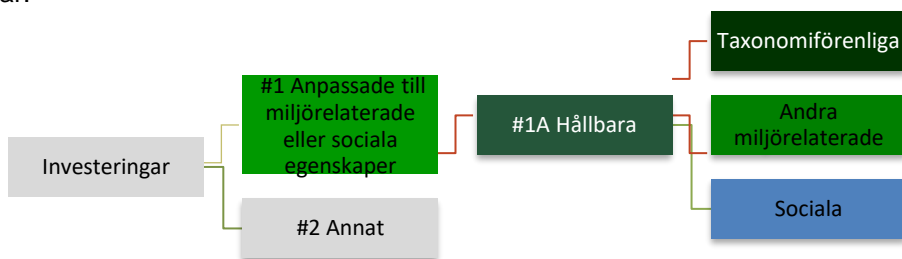 Taxonomiförenliga
#1 Anpassade till
miljörelaterade
eller sociala
egenskaper
#1A Hållbara
Andra
miljörelaterade
Investeringar
#2 Annat
Sociala